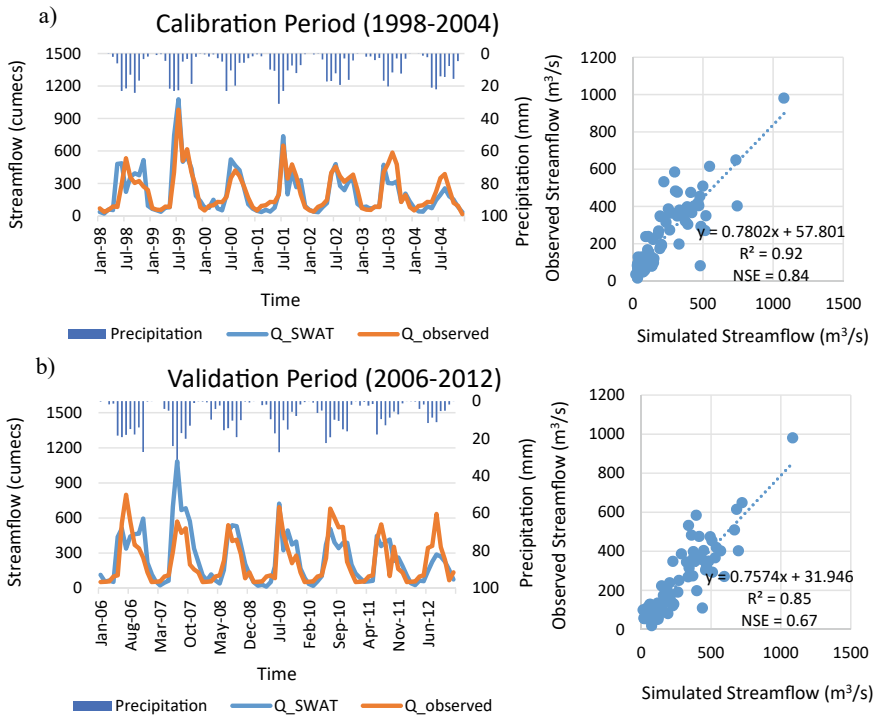 a)
Calibration Period (1998-2004)
Streamflow (cumecs)
1500
1200
900
600
300
0
0
20
40
60
80
100
Precipitation (mm)
Jan-98
Jul-98
Jan-99
Jul-99
Jan-00
Jul-00
Jan-01
Jul-01
Jan-02
Jul-02
Jan-03
Jul-03
Jan-04
Jul-04
Time
Precipitation
Q_SWAT
Q_observed
Observed Streamflow (m³/s)
1200
1000
800
600
400
200
0
y = 0.7802x + 57.801
R² = 0.92
NSE = 0.84
0
500
1000
1500
Simulated Streamflow (m³/s)
b)
Validation Period (2006-2012)
Streamflow (cumecs)
1500
1200
900
600
300
0
0
20
40
60
80
100
Precipitation (mm)
Jan-06
Aug-06
Mar-07
Oct-07
May-08
Dec-08
Jul-09
Feb-10
Sep-10
Apr-11
Nov-11
Jun-12
Time
Precipitation
Q_SWAT
Q_observed
Observed Streamflow (m³/s)
1200
1000
800
600
400
200
0
y = 0.7574x + 31.946
R² = 0.85
NSE = 0.67
0
500
1000
1500
Simulated Streamflow (m³/s)